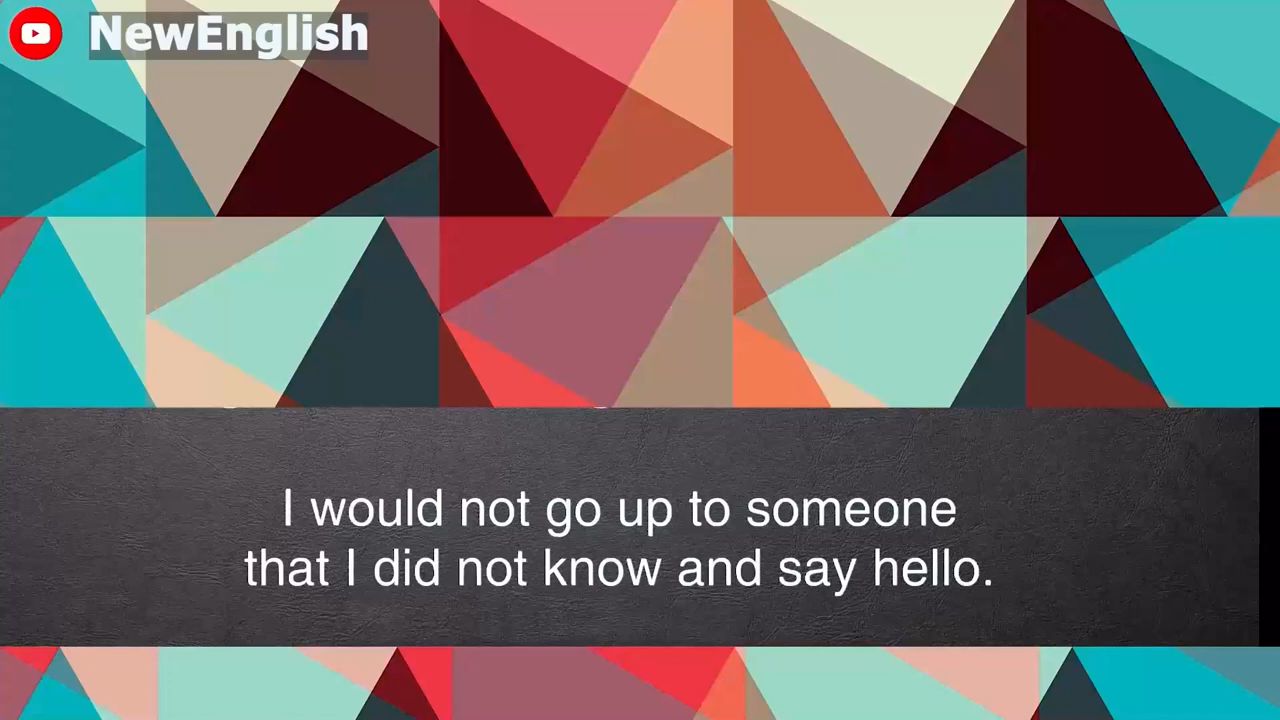 NewEnglish
I would not go up to someone
that I did not know and say hello.